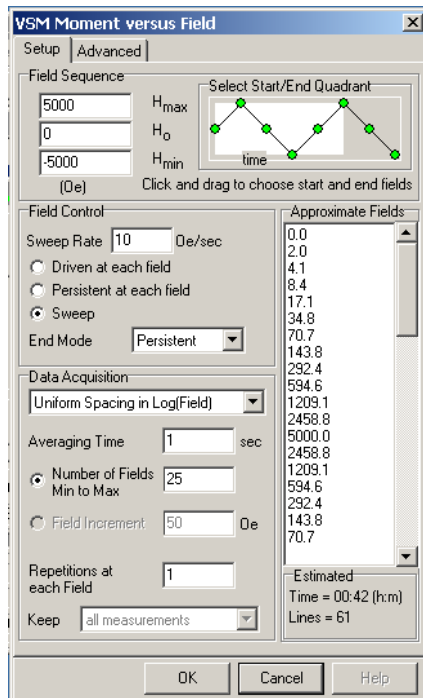 VSM Moment versus Field
Setup
Advanced
Field Sequence
5000
Hmax
0
Ho
-5000
Hmin
(Oe)
Select Start/End Quadrant
time
Click and drag to choose start and end fields
Field Control
Sweep Rate 10 Oe/sec
Driven at each field
Persistent at each field
Sweep
End Mode Persistent
Approximate Fields
0.0
2.0
4.1
8.4
17.1
34.8
70.7
143.8
292.4
594.6
1209.1
2458.8
5000.0
2458.8
1209.1
594.6
292.4
143.8
70.7
Data Acquisition
Uniform Spacing in Log(Field)
Averaging Time 1 sec
Number of Fields
Min to Max
25
Field Increment 50 Oe
Repetitions at
each Field
1
Keep all measurements
Estimated
Time = 00:42 (h:m)
Lines = 61
OK
Cancel
Help